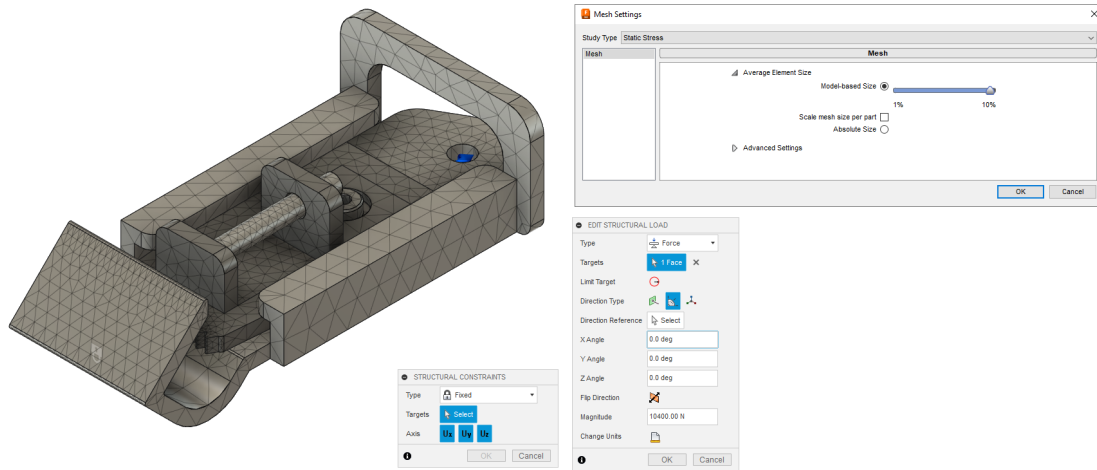 Mesh Settings
Study Type Static Stress
Mesh
Mesh
Average Element Size
Model-based Size
1% 10%
Scale mesh size per part
Absolute Size
Advanced Settings
OK Cancel
EDIT STRUCTURAL LOAD
Type Force
Targets 1 Face
Limit Target
Direction Type
Direction Reference Select
X Angle 0.0 deg
Y Angle 0.0 deg
Z Angle 0.0 deg
Flip Direction
Magnitude 10400.00 N
Change Units
OK Cancel
STRUCTURAL CONSTRAINTS
Type Fixed
Targets Select
Axis Ux Uy Uz
OK Cancel